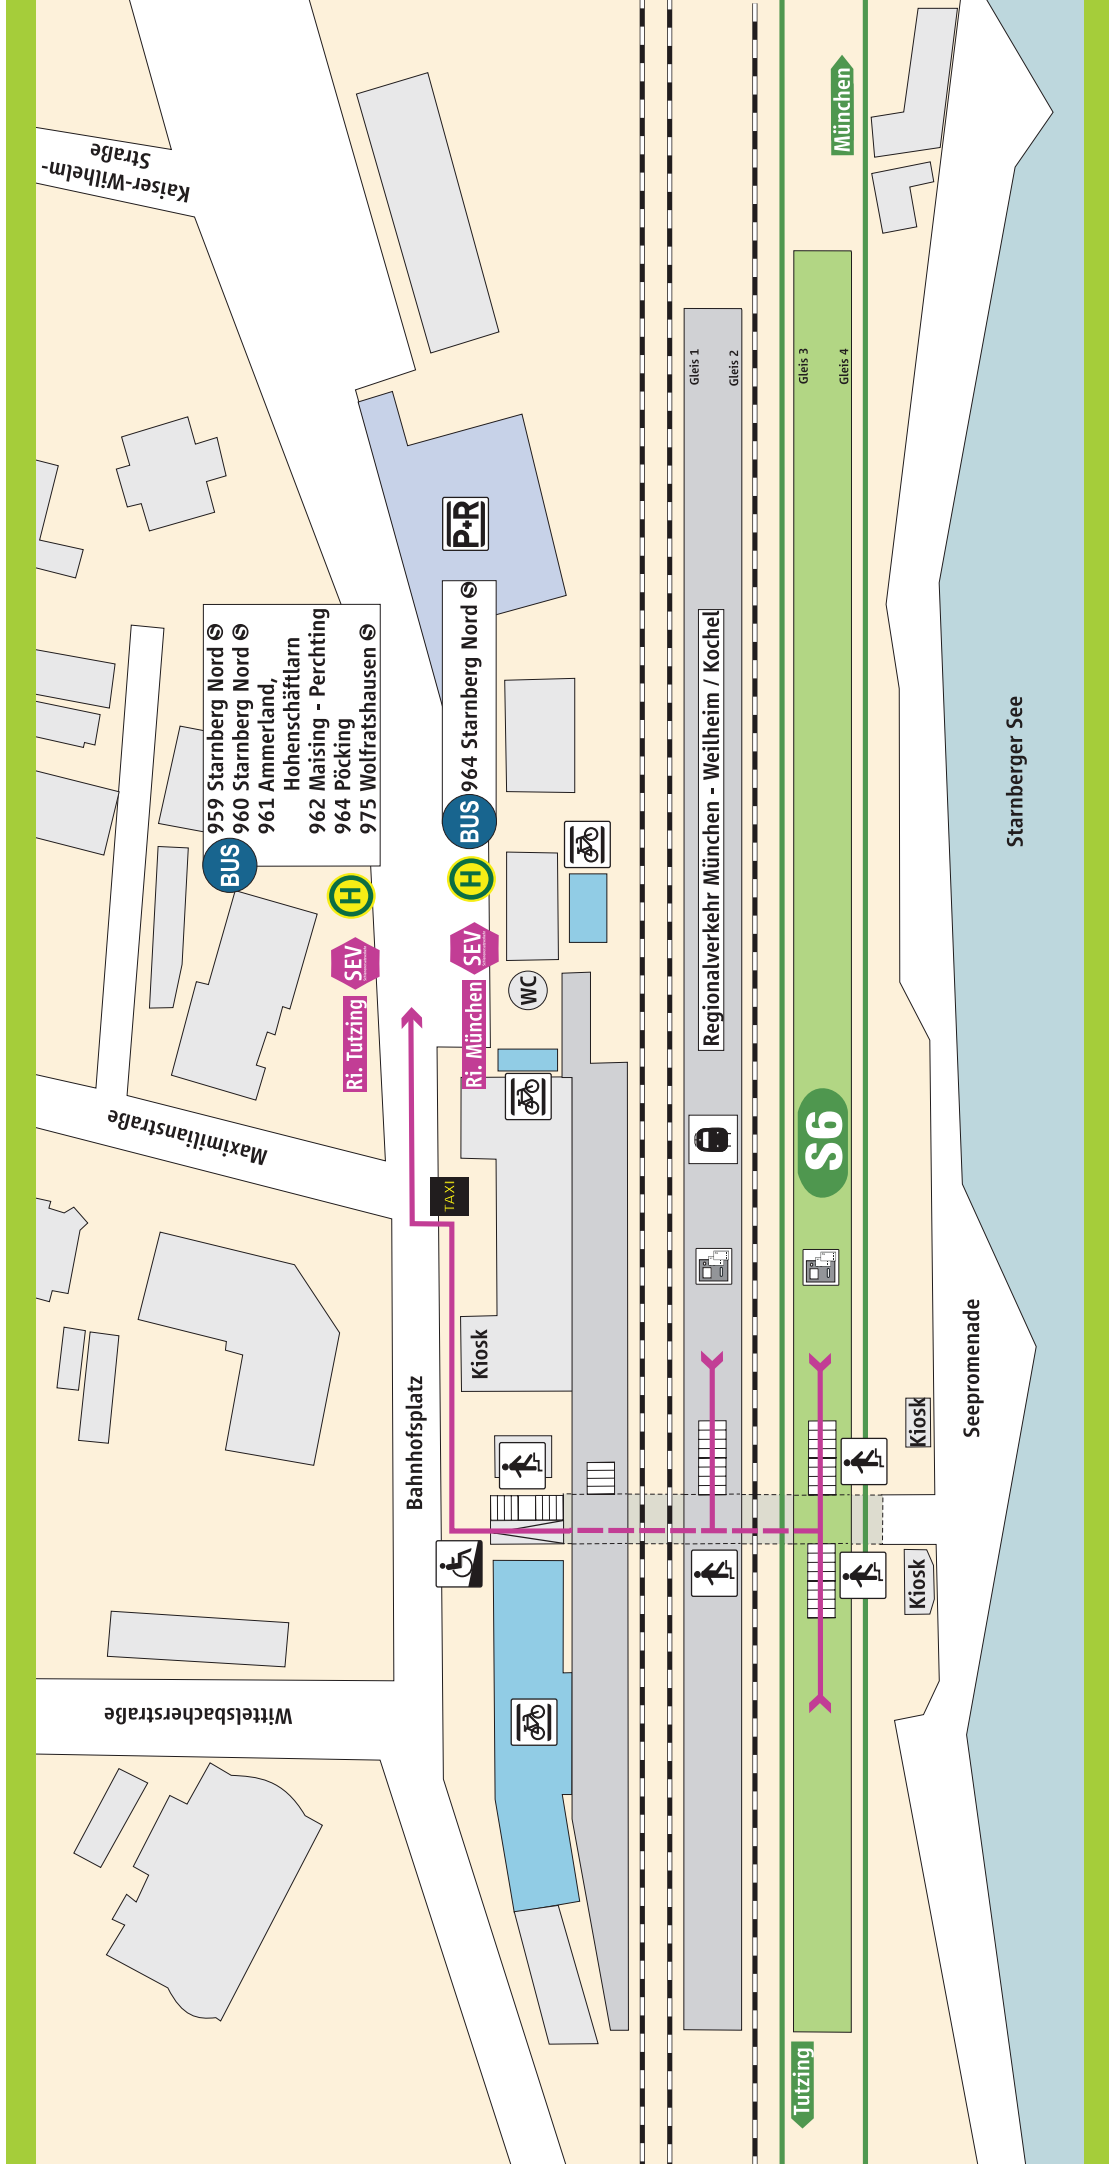 Kaiser-Wilhelm-
Straße
München
Gleis 1
Gleis 2
Gleis 3
Gleis 4
P+R
BUS
959 Starnberg Nord S
960 Starnberg Nord S
961 Ammerland,
Hohenschäftlarn
962 Maising - Perchting
964 Pöcking
975 Wolfratshausen S
BUS
964 Starnberg Nord S
H
H
SEV
Ri. Tutzing
SEV
Ri. München
WC
Regionalverkehr München - Weilheim / Kochel
Starnberger See
Maximilianstraße
TAXI
S6
Kiosk
Bahnhofsplatz
Seepromenade
Kiosk
Kiosk
Wittelsbacherstraße
Tutzing